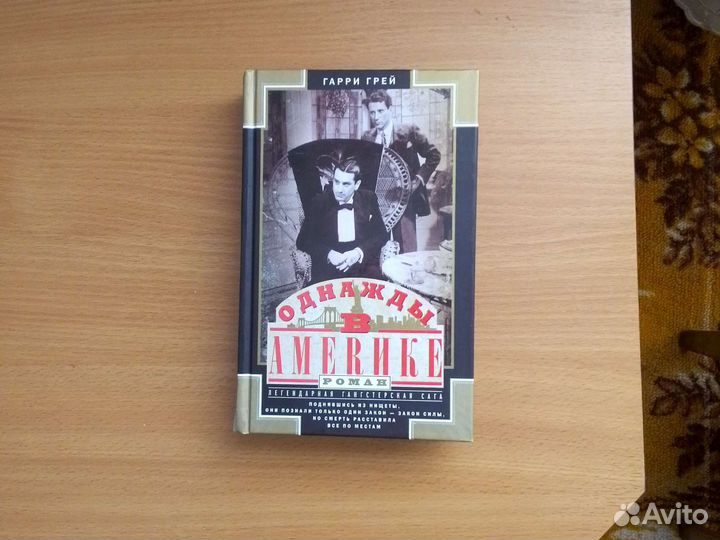 ГАРРИ ГРЕЙ
ОДНАЖДЫ
В
АМЕRИКЕ
РОМАН
ЛЕГЕНДАРНАЯ ГАНГСТЕРСКАЯ САГА
ПОДНЯВШИСЬ ИЗ НИЩЕТЫ,
ОНИ ПОЗНАЛИ ТОЛЬКО ОДИН ЗАКОН — ЗАКОН СИЛЫ,
НО СМЕРТЬ РАССТАВИЛА
ВСЕ ПО МЕСТАМ
Avito